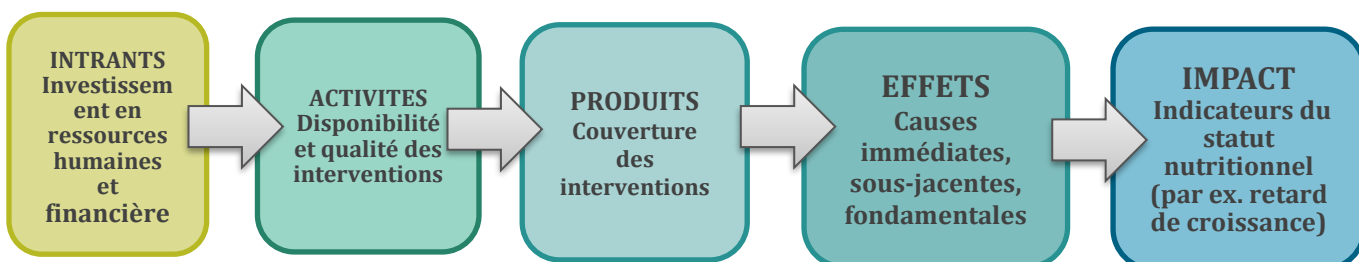 INTRANTS
Investissem
ent en
ressources
humaines
et
financière
ACTIVITES
Disponibilité
et qualité des
interventions
PRODUITS
Couverture
des
interventions
EFFETS
Causes
immédiates,
sous-jacentes,
fondamentales
IMPACT
Indicateurs du
statut
nutritionnel
(par ex. retard
de croissance)